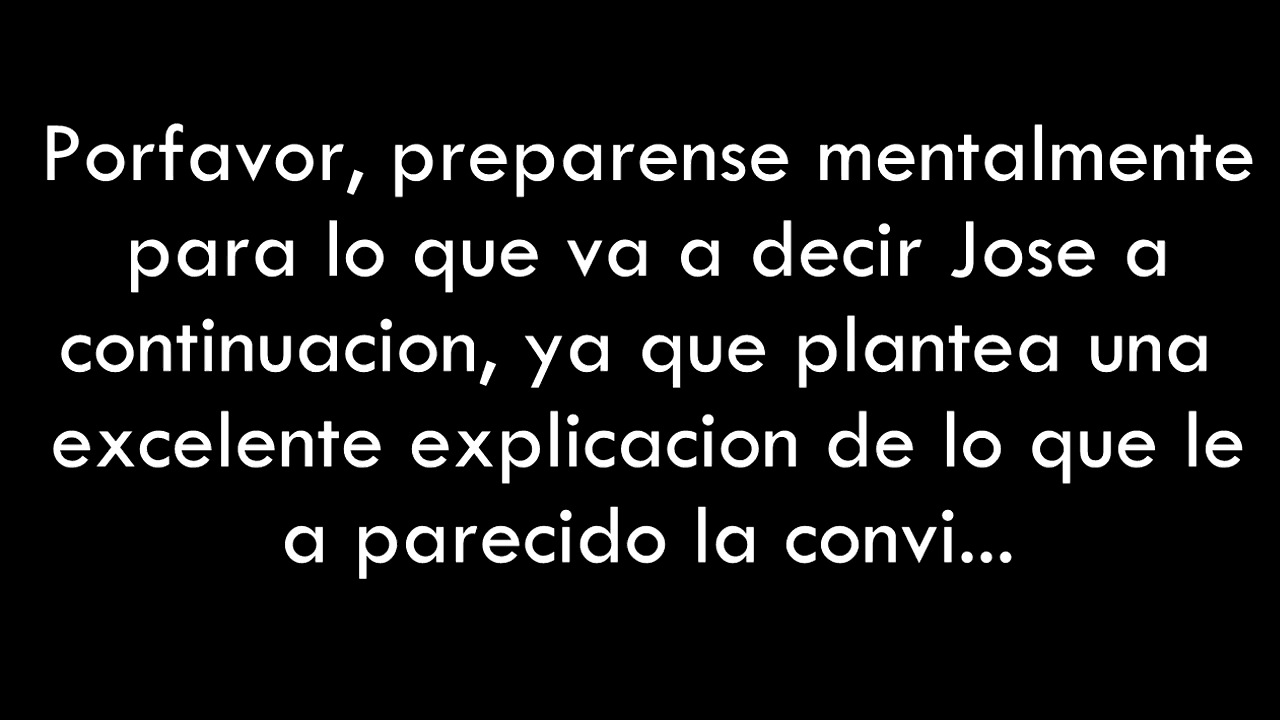 Porfavor, preparense mentalmente
para lo que va a decir Jose a
continuacion, ya que plantea una
excelente explicacion de lo que le
a parecido la convi...